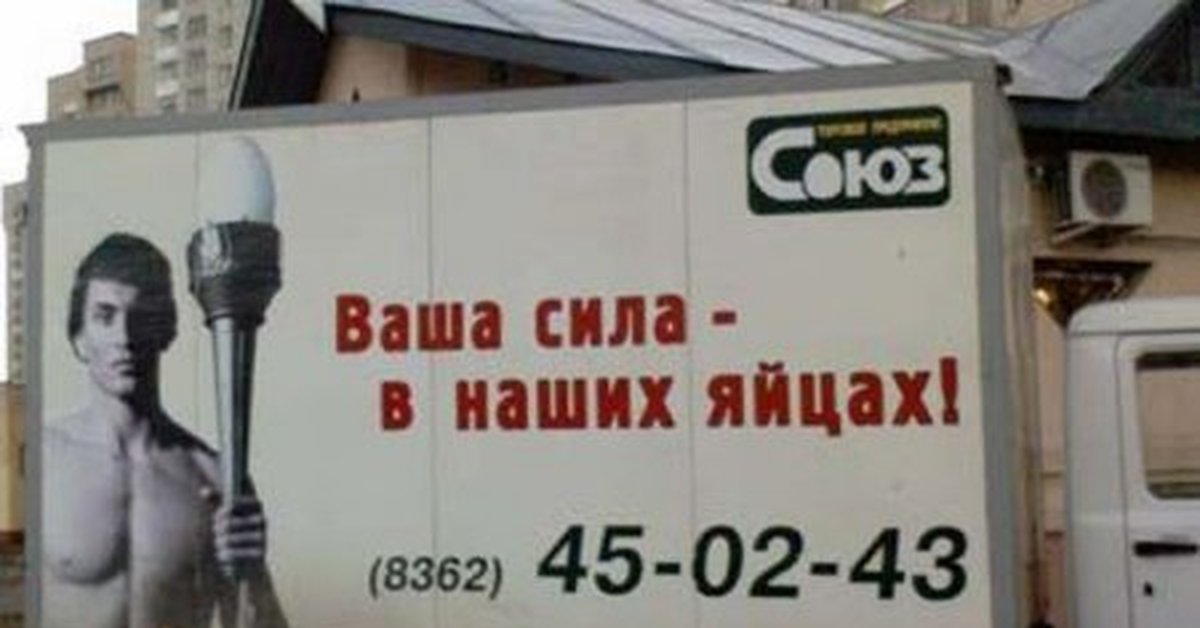 Союз
Ваша сила -
в наших яйцах!
(8362) 45-02-43